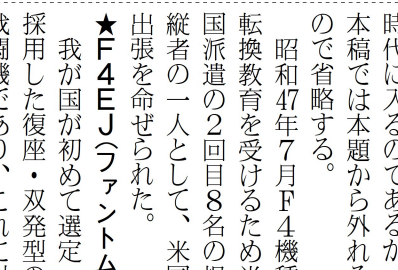 時代に入るのであるが
本稿では本題から外れる
ので省略する。
昭和47年７月Ｆ４機種
転換教育を受けるため米
国派遣の２回目８名の操
縦者の一人として、米国
出張を命ぜられた。
★Ｆ４ＥＪ（ファントム
我が国が初めて選定
採用した復座・双発型の
戦闘機であり、これに